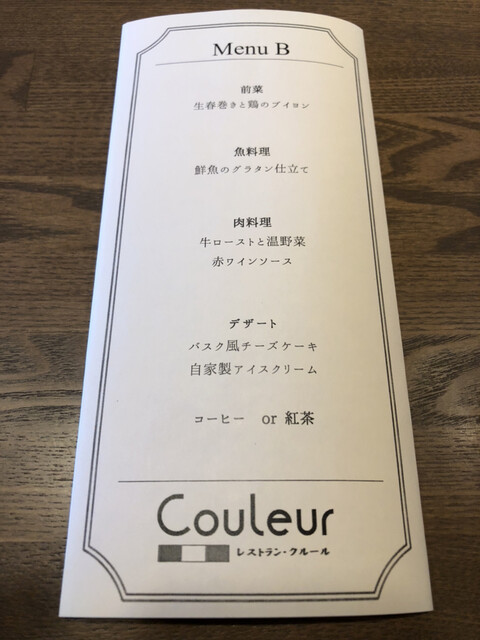 Menu B
前菜
生春巻きと鶏のブイヨン
魚料理
鮮魚のグラタン仕立て
肉料理
牛ローストと温野菜
赤ワインソース
デザート
バスク風チーズケーキ
自家製アイスクリーム
コーヒー or 紅茶
Couleur
レストラン・クルール